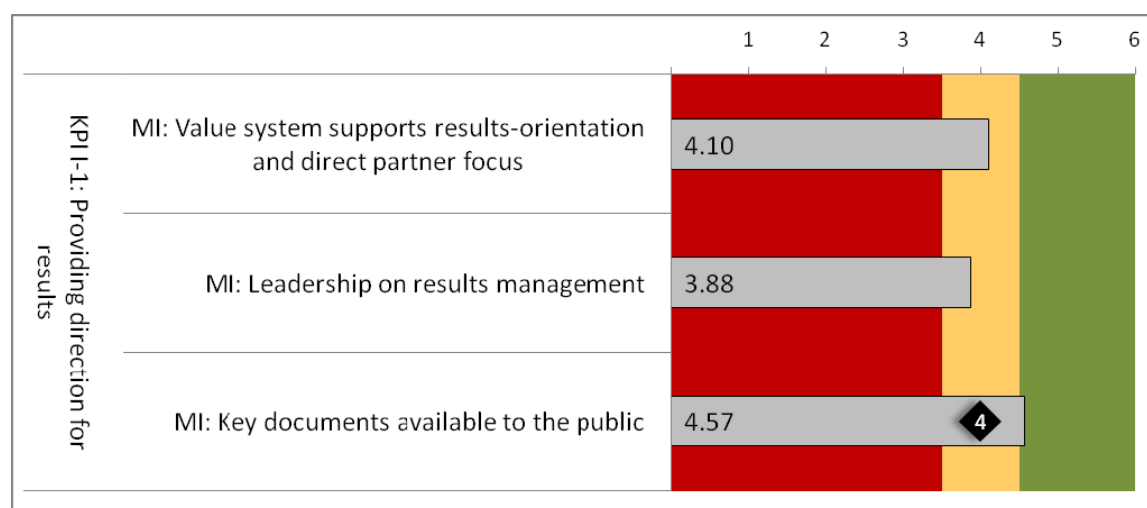 1 2 3 4 5 6
KPI I-1: Providing direction for
results
MI: Value system supports results-orientation
and direct partner focus
4.10
MI: Leadership on results management
3.88
MI: Key documents available to the public
4.57
4